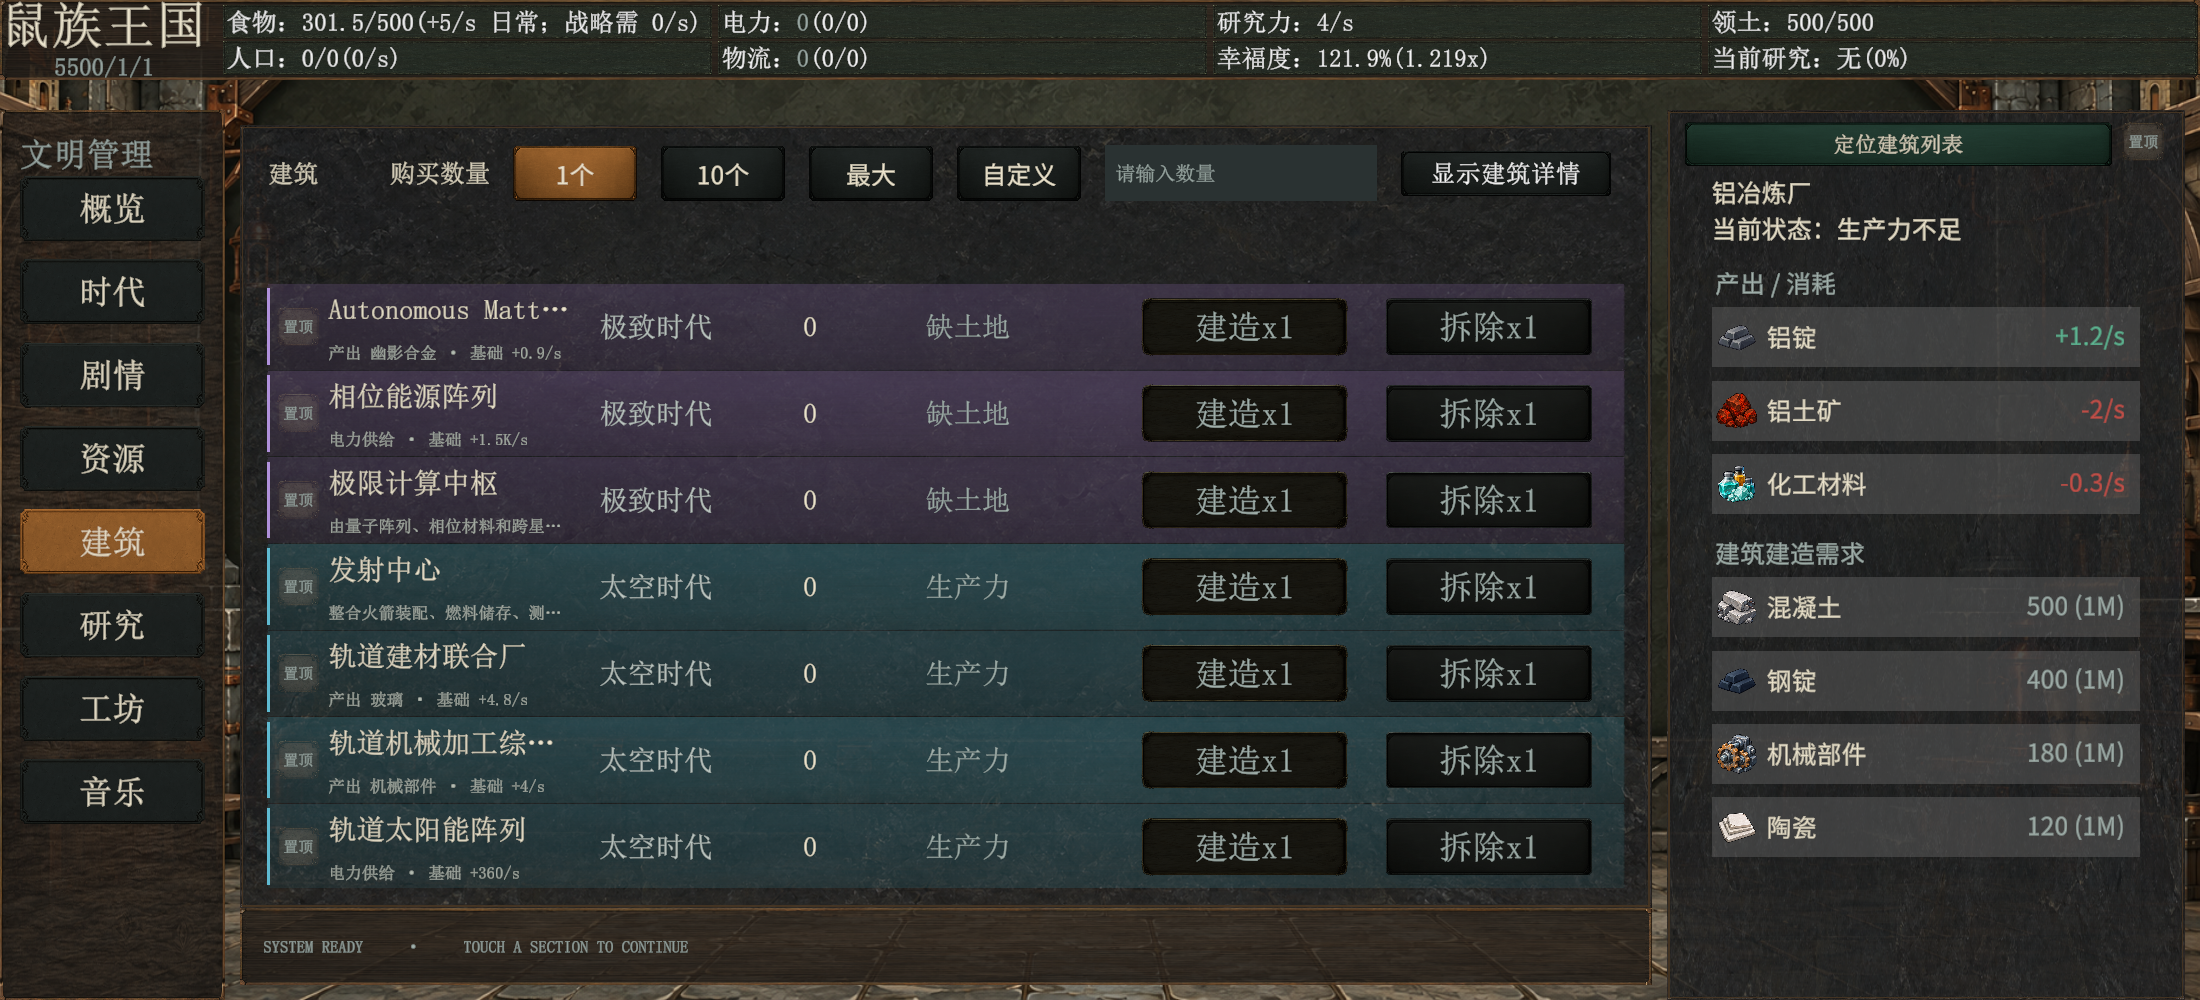 鼠族王国
5500/1/1
食物：301.5/500(+5/s 日常；战略需 0/s)
电力：0(0/0)
研究力：4/s
领土：500/500
人口：0/0(0/s)
物流：0(0/0)
幸福度：121.9%(1.219x)
当前研究：无(0%)
文明管理
概览
时代
剧情
资源
建筑
研究
工坊
音乐
建筑
购买数量
1个
10个
最大
自定义
请输入数量
显示建筑详情
置顶
Autonomous Matt…
产出 幽影合金 • 基础 +0.9/s
极致时代
0
缺土地
建造x1
拆除x1
置顶
相位能源阵列
电力供给 • 基础 +1.5K/s
极致时代
0
缺土地
建造x1
拆除x1
置顶
极限计算中枢
由量子阵列、相位材料和跨星…
极致时代
0
缺土地
建造x1
拆除x1
置顶
发射中心
整合火箭装配、燃料储存、测…
太空时代
0
生产力
建造x1
拆除x1
置顶
轨道建材联合厂
产出 玻璃 • 基础 +4.8/s
太空时代
0
生产力
建造x1
拆除x1
置顶
轨道机械加工综…
产出 机械部件 • 基础 +4/s
太空时代
0
生产力
建造x1
拆除x1
置顶
轨道太阳能阵列
电力供给 • 基础 +360/s
太空时代
0
生产力
建造x1
拆除x1
SYSTEM READY • TOUCH A SECTION TO CONTINUE
定位建筑列表
置顶
铝冶炼厂
当前状态：生产力不足
产出 / 消耗
铝锭
+1.2/s
铝土矿
-2/s
化工材料
-0.3/s
建筑建造需求
混凝土
500 (1M)
钢锭
400 (1M)
机械部件
180 (1M)
陶瓷
120 (1M)